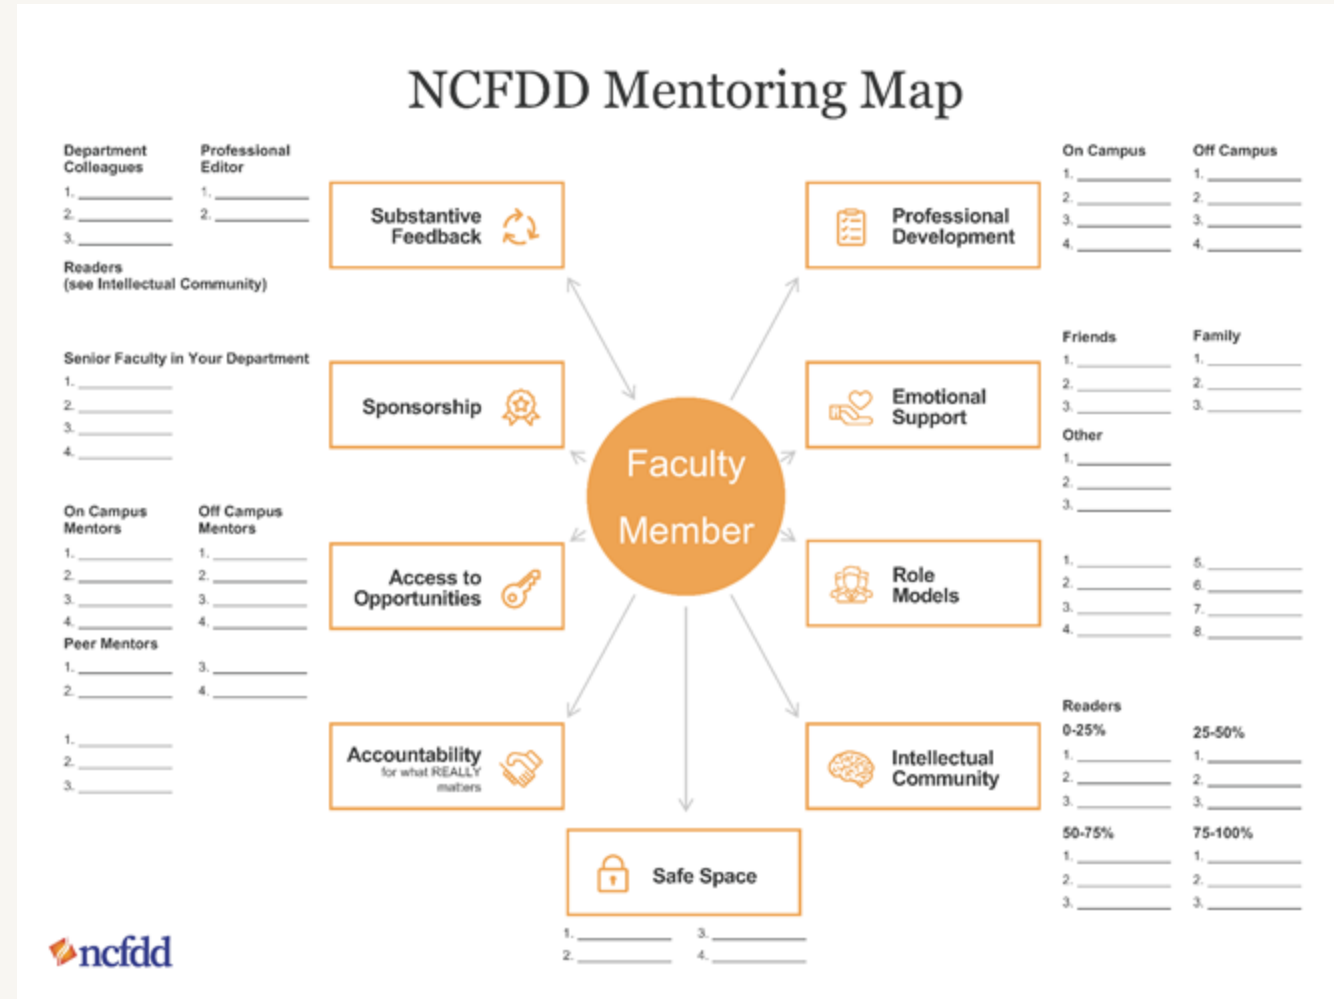 NCFDD Mentoring Map
Department
Colleagues
1.
2.
3.
Professional
Editor
1.
2.
Readers
(see Intellectual Community)
Substantive
Feedback
Senior Faculty in Your Department
1.
2.
3.
4.
Sponsorship
On Campus
Mentors
1.
2.
3.
4.
Off Campus
Mentors
1.
2.
3.
4.
Peer Mentors
1.
2.
3.
4.
Access to
Opportunities
1.
2.
3.
Accountability
for what REALLY
matters
Faculty
Member
Professional
Development
On Campus
1.
2.
3.
4.
Off Campus
1.
2.
3.
4.
Emotional
Support
Friends
1.
2.
3.
Family
1.
2.
3.
Other
1.
2.
3.
Role
Models
1.
2.
3.
4.
5.
6.
7.
8.
Intellectual
Community
Readers
0-25%
1.
2.
3.
25-50%
1.
2.
3.
50-75%
1.
2.
3.
75-100%
1.
2.
3.
Safe Space
1.
2.
3.
4.
ncfdd